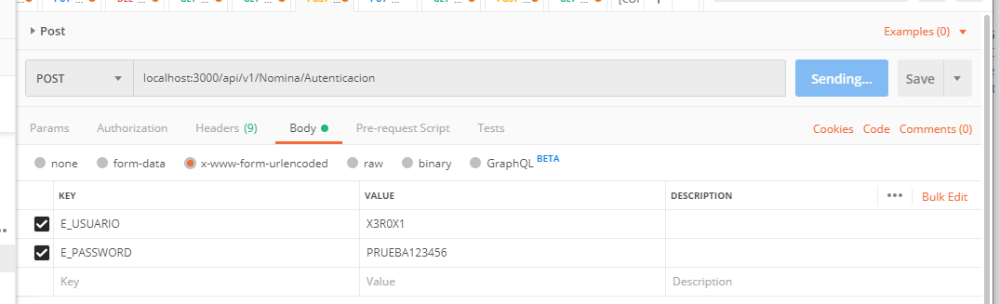 Post Examples (0)
POST localhost:3000/api/v1/Nomina/Autenticacion Sending... Save
Params Authorization Headers (9) Body Pre-request Script Tests Cookies Code Comments (0)
none form-data x-www-form-urlencoded raw binary GraphQL BETA
KEY VALUE DESCRIPTION ••• Bulk Edit
E_USUARIO X3R0X1
E_PASSWORD PRUEBA123456
Key Value Description